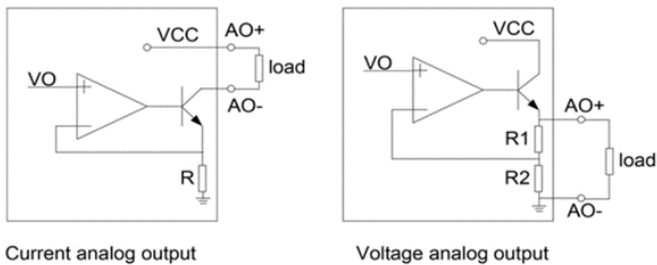 VCC
AO+
VO
load
AO-
R
Current analog output
VCC
VO
AO+
R1
load
R2
AO-
Voltage analog output